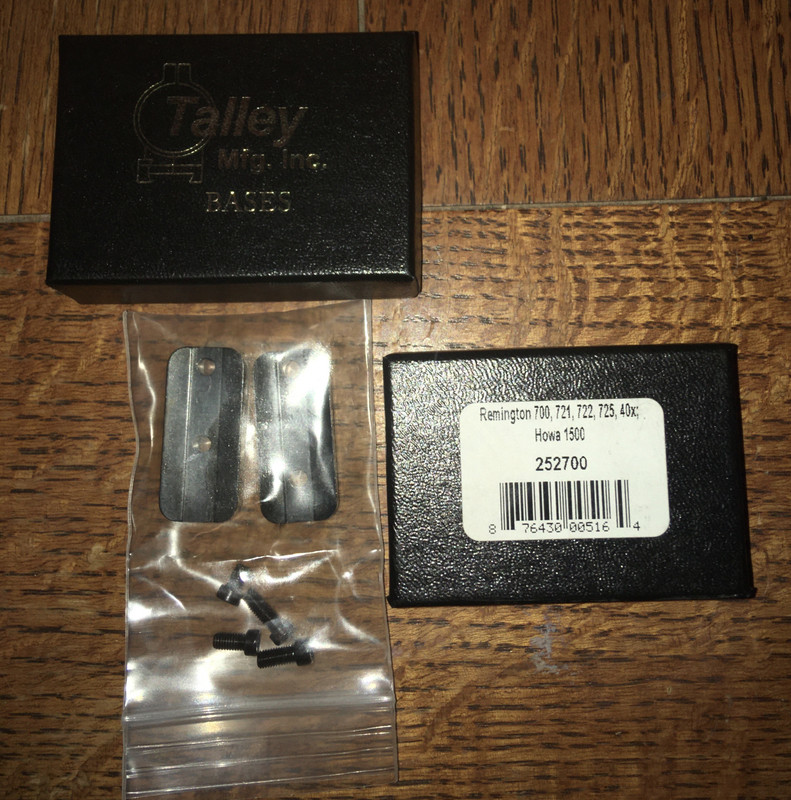 Talley
Mfg. Inc.
BASES
Remington 700, 721, 722, 725, 40x;
Howa 1500
252700
8 76430 00516 4